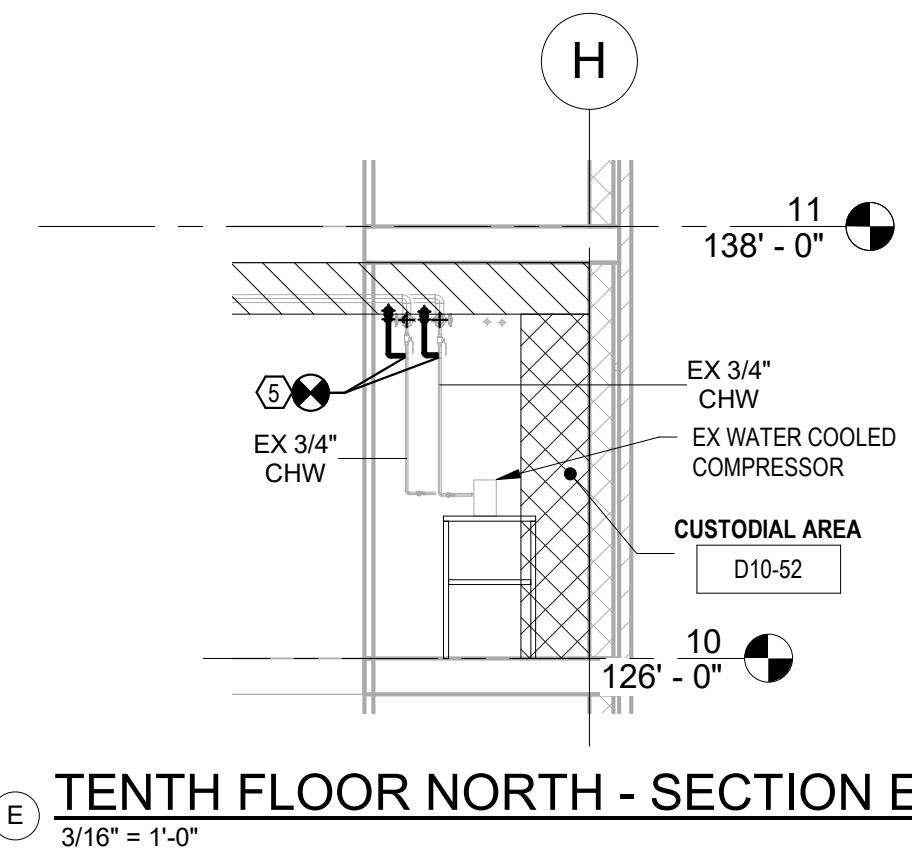 H
11
138' - 0"
5
EX 3/4"
CHW
EX 3/4"
CHW
EX WATER COOLED
COMPRESSOR
CUSTODIAL AREA
D10-52
10
126' - 0"
E
TENTH FLOOR NORTH - SECTION E
3/16" = 1'-0"